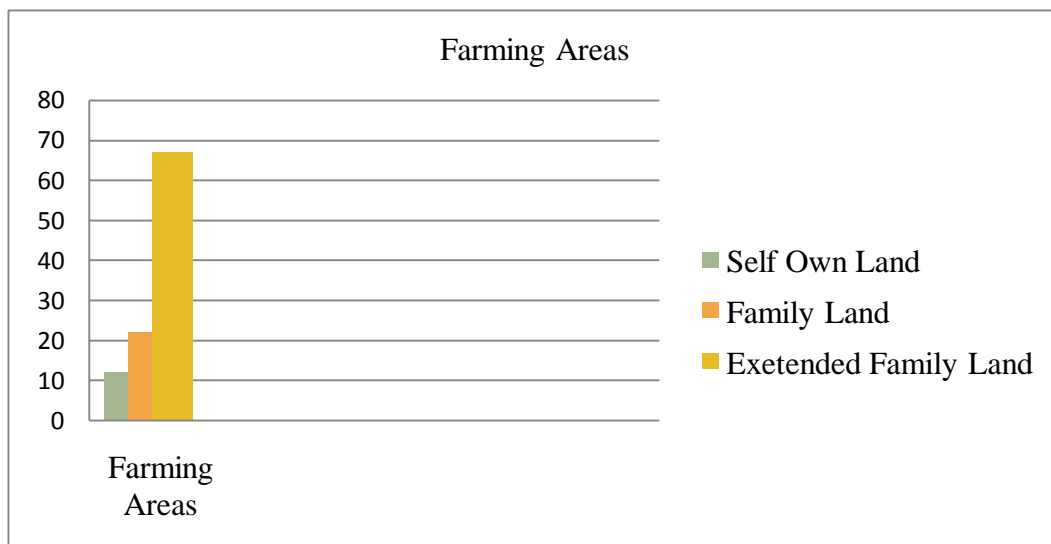 Farming Areas
80
70
60
50
40
30
20
10
0
Farming
Areas
Self Own Land
Family Land
Exetended Family Land